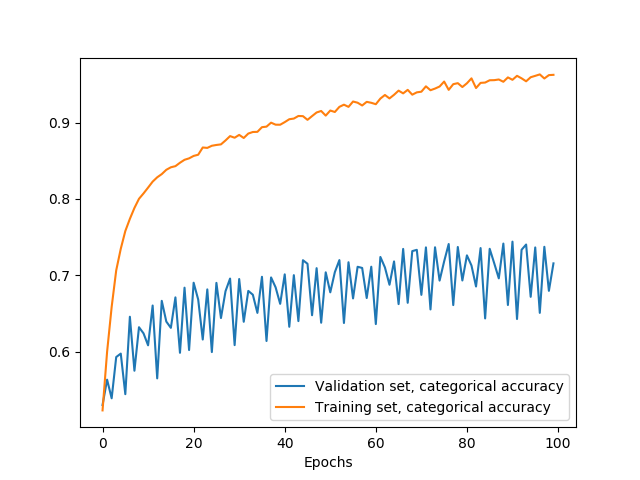 0.9
0.8
0.7
0.6
Validation set, categorical accuracy
Training set, categorical accuracy
0 20 40 60 80 100
Epochs